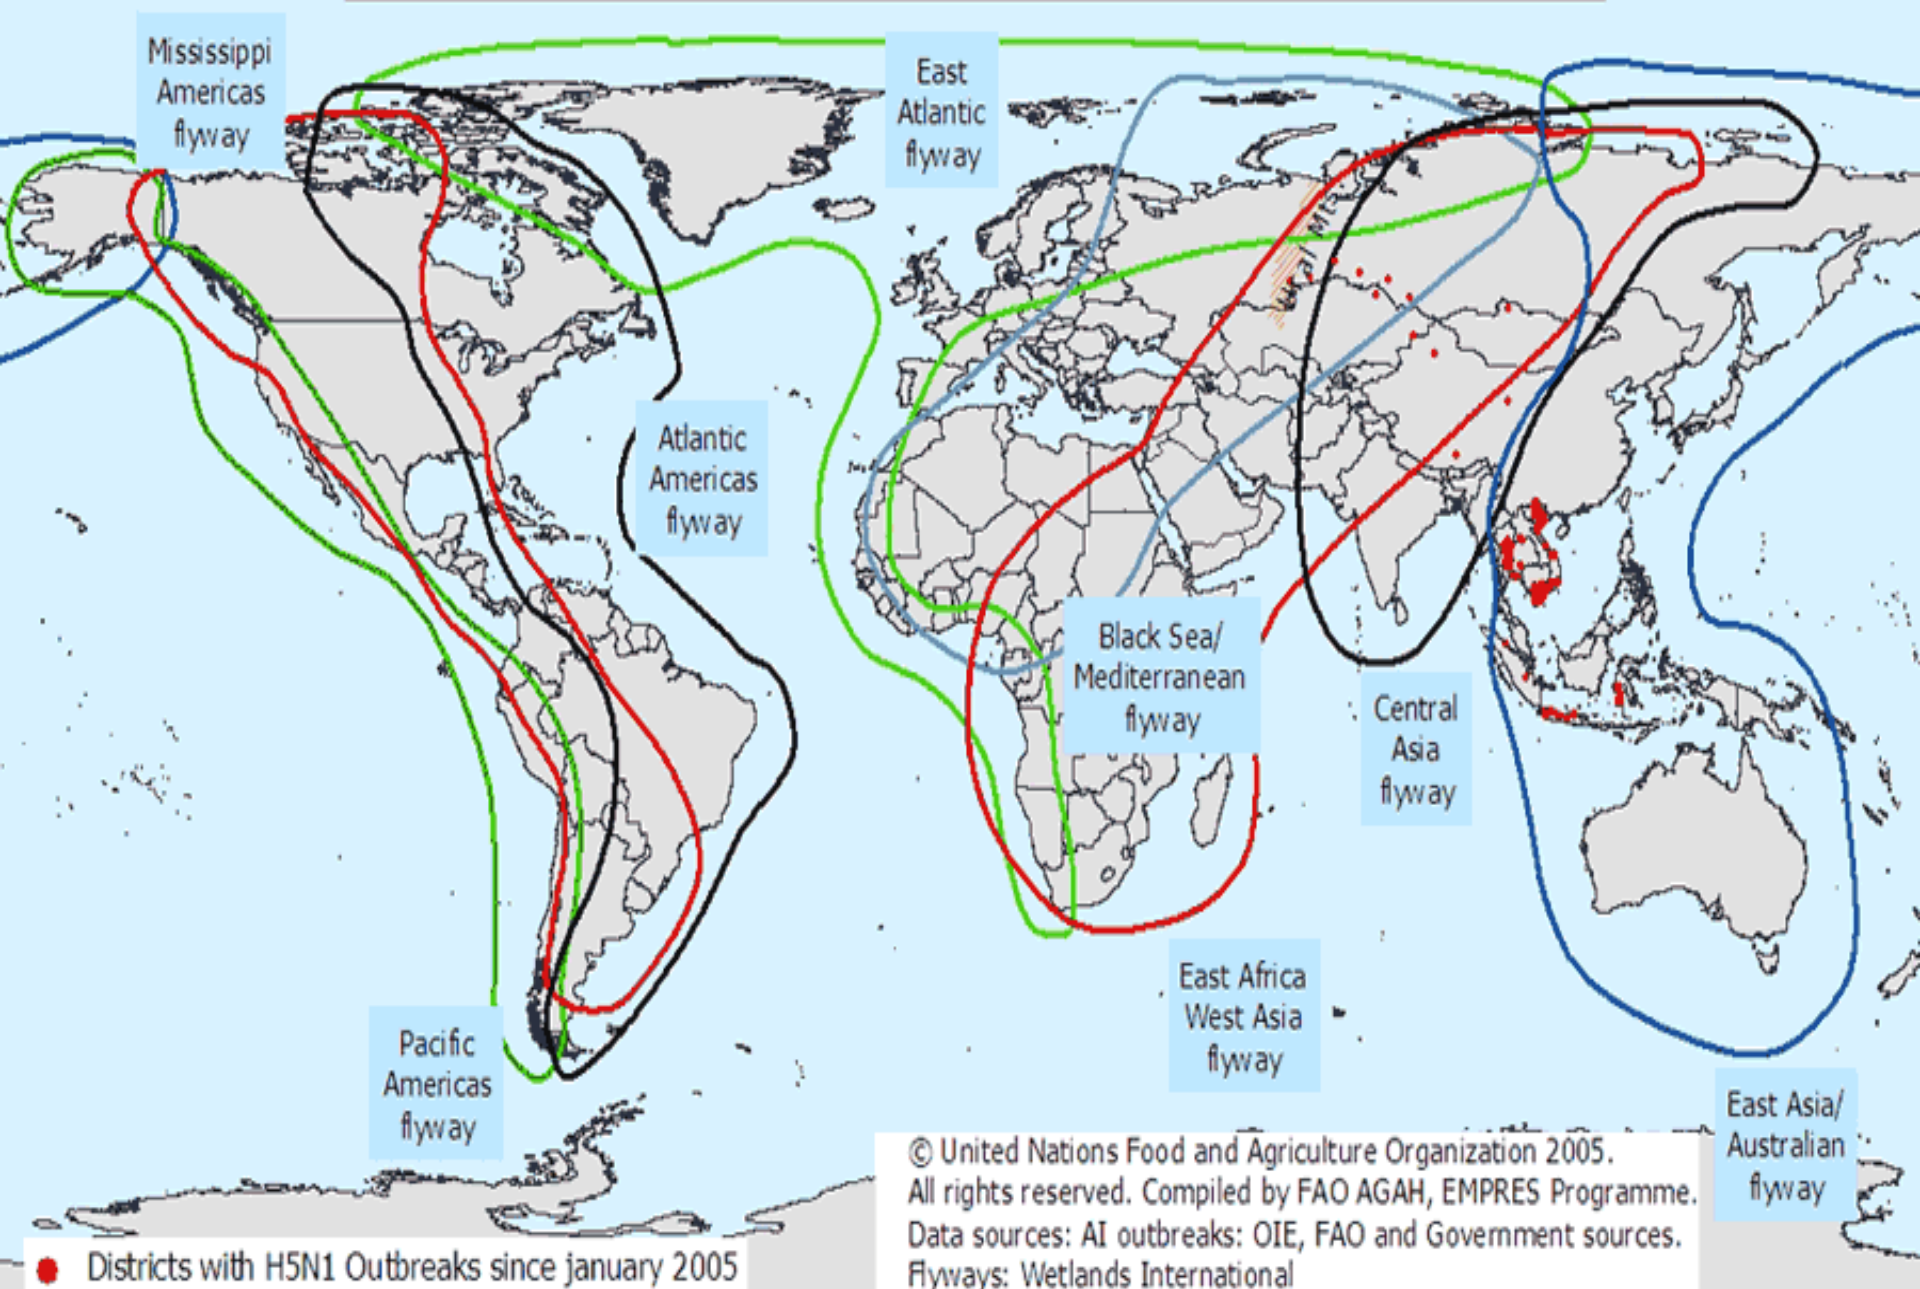 Mississippi
Americas
flyway
East
Atlantic
flyway
Atlantic
Americas
flyway
Black Sea/
Mediterranean
flyway
Central
Asia
flyway
East Africa
West Asia
flyway
Pacific
Americas
flyway
East Asia/
Australian
flyway
© United Nations Food and Agriculture Organization 2005.
All rights reserved. Compiled by FAO AGAH, EMPRES Programme.
Data sources: AI outbreaks: OIE, FAO and Government sources.
Flyways: Wetlands International
Districts with H5N1 Outbreaks since january 2005